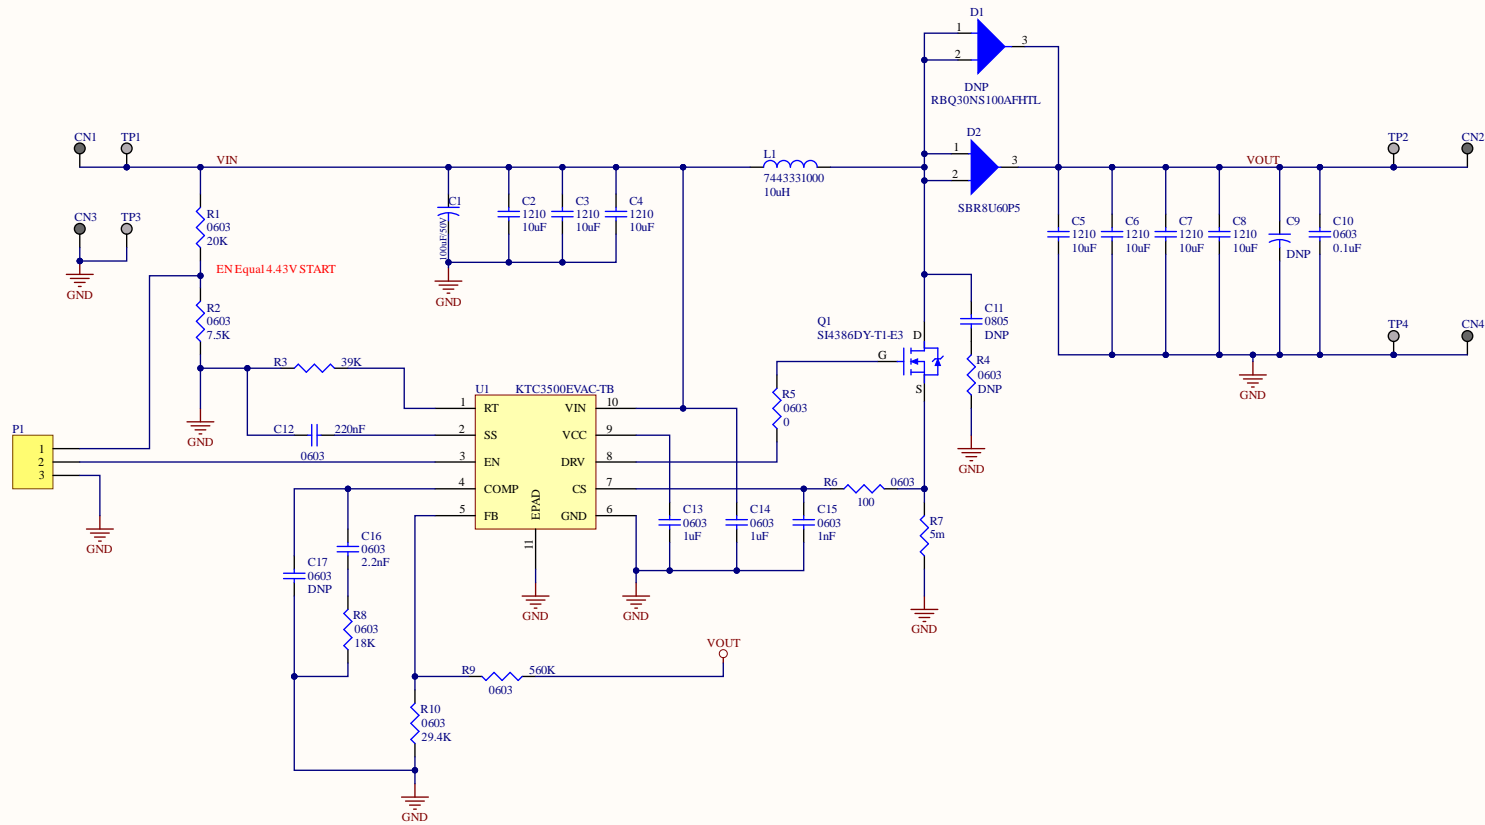 D1
1
2
3
DNP
RBQ30NS100AFHTL
CN1
TP1
VIN
L1
7443331000
10uH
D2
1
2
3
SBR8U60P5
VOUT
TP2
CN2
CN3
TP3
GND
R1
0603
20K
EN Equal 4.43V START
R2
0603
7.5K
GND
C1
100uF/50V
C2
1210
10uF
C3
1210
10uF
C4
1210
10uF
GND
C5
1210
10uF
C6
1210
10uF
C7
1210
10uF
C8
1210
10uF
C9
DNP
C10
0603
0.1uF
TP4
CN4
GND
Q1
SI4386DY-T1-E3
D
G
S
C11
0805
DNP
R4
0603
DNP
GND
R3
39K
C12
220nF
0603
P1
1
2
3
GND
U1
KTC3500EVAC-TB
1
RT
2
SS
3
EN
4
COMP
5
FB
VIN
10
VCC
9
DRV
8
CS
7
GND
6
EPAD
11
GND
R5
0603
0
R6
0603
100
R7
5m
GND
C13
0603
1uF
C14
0603
1uF
C15
0603
1nF
GND
C16
0603
2.2nF
C17
0603
DNP
R8
0603
18K
R9
560K
0603
VOUT
R10
0603
29.4K
GND